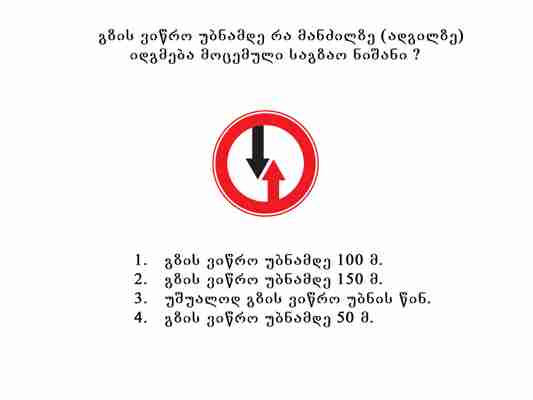 გზის ვიწრო უბნამდე რა მანძილზე (ადგილზე)
იდგმება მოცემული საგზაო ნიშანი ?
1. გზის ვიწრო უბნამდე 100 მ.
2. გზის ვიწრო უბნამდე 150 მ.
3. უშუალოდ გზის ვიწრო უბნის წინ.
4. გზის ვიწრო უბნამდე 50 მ.